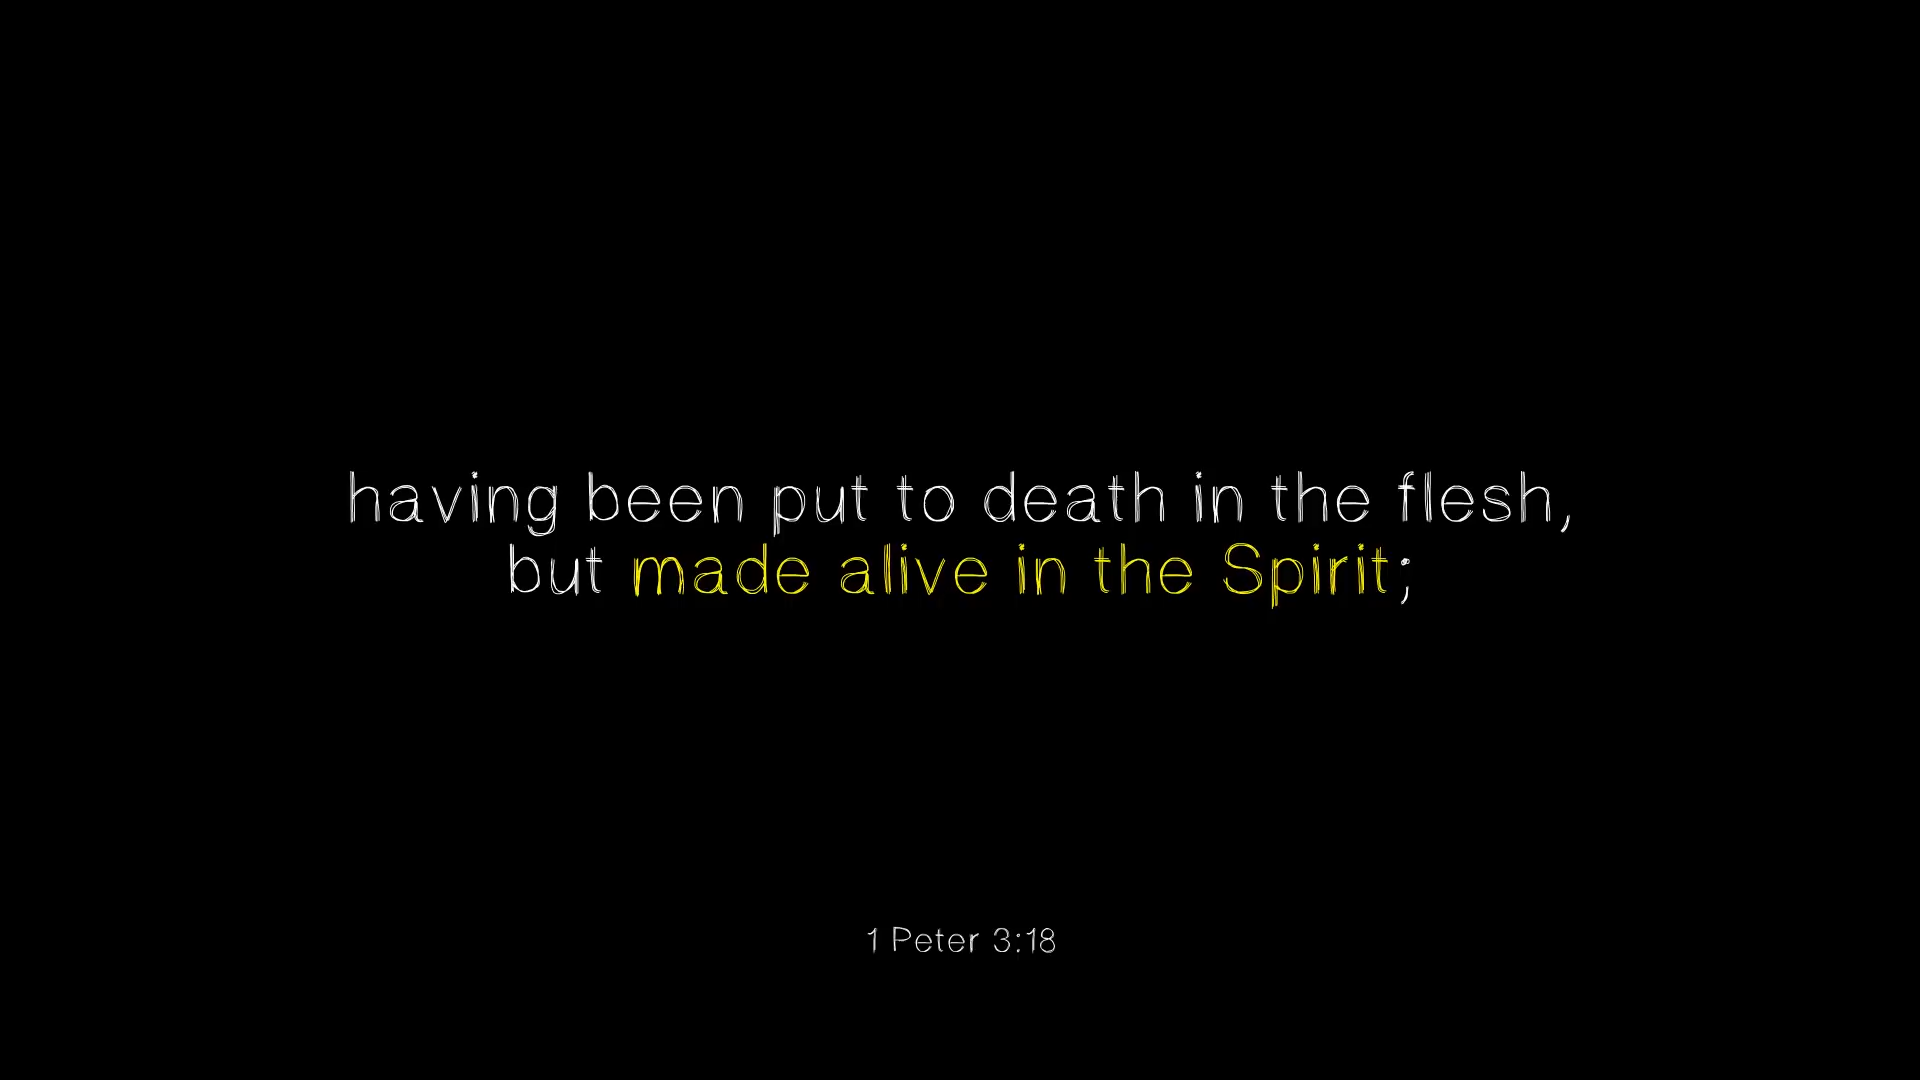 having been put to death in the flesh,
but made alive in the Spirit;
1 Peter 3:18